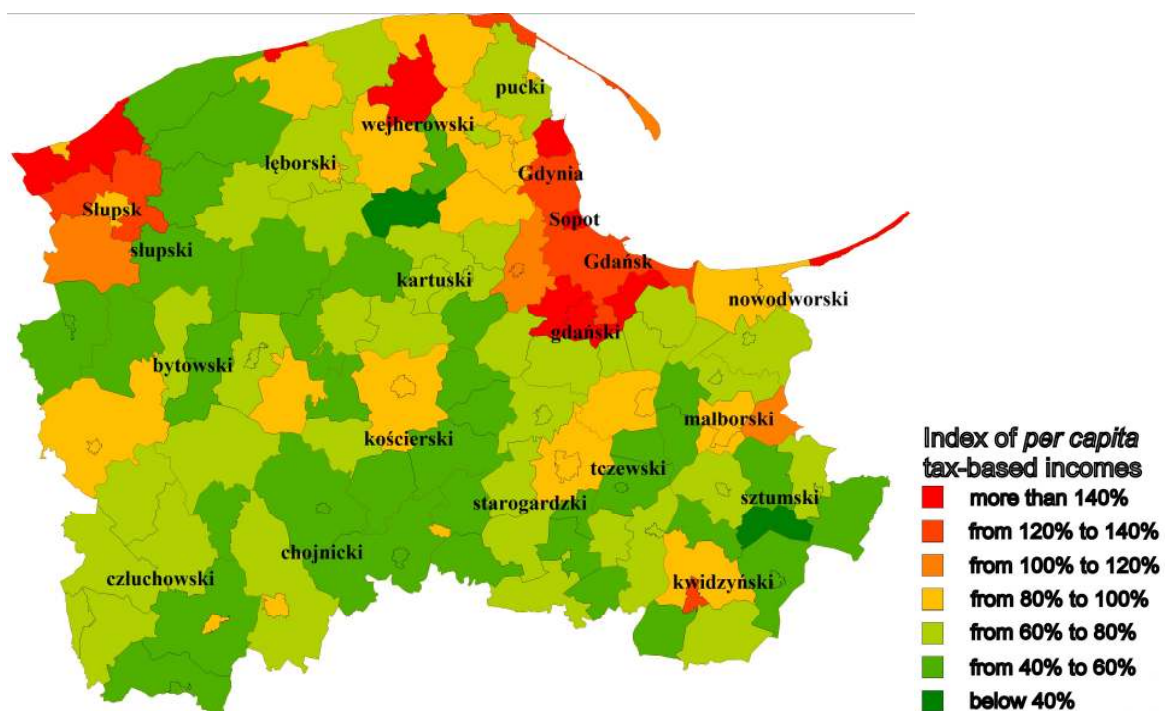 pucki
wejherowski
łęborski
Gdynia
Słupsk
Sopot
słupski
Gdańsk
kartuski
nowodworski
gdański
bytowski
malborski
kościerski
tczewski
starogardzki
sztumski
chojnicki
człuchowski
kwidzyński
Index of per capita
tax-based incomes
more than 140%
from 120% to 140%
from 100% to 120%
from 80% to 100%
from 60% to 80%
from 40% to 60%
below 40%